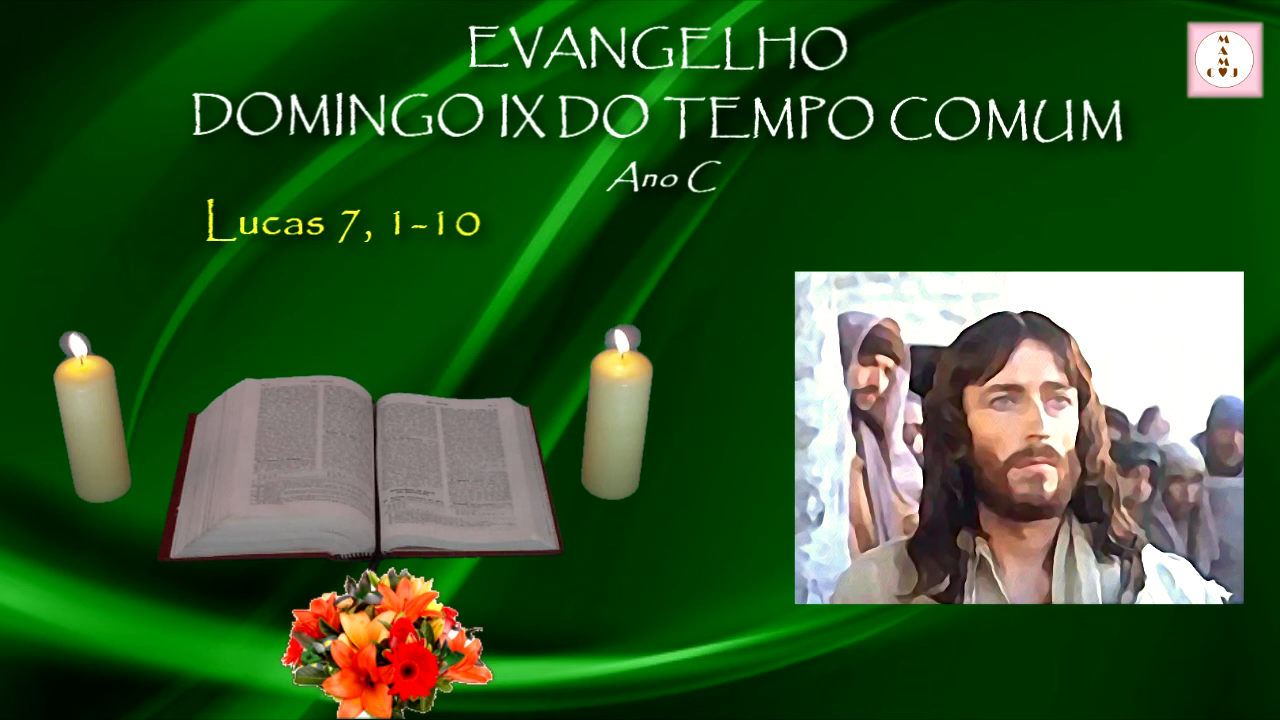 EVANGELHO
DOMINGO IX DO TEMPO COMUM
Ano C
Lucas 7, 1-10
M
A
M
C♥J